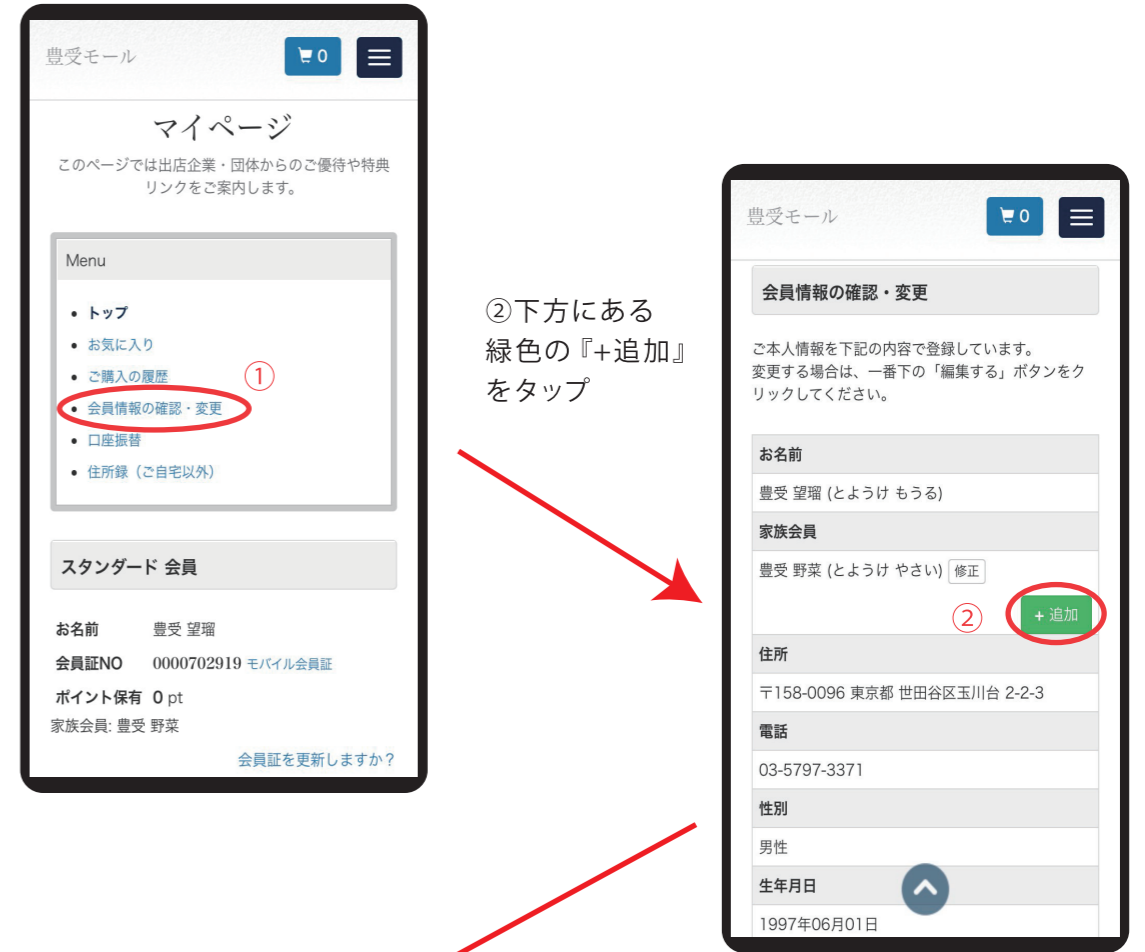 豊受モール
0
マイページ
このページでは出店企業・団体からのご優待や特典
リンクをご案内します。
Menu
• トップ
• お気に入り
• ご購入の履歴
①
• 会員情報の確認・変更
• 口座振替
• 住所録（ご自宅以外）
スタンダード 会員
お名前 豊受 望瑠
会員証NO 0000702919 モバイル会員証
ポイント保有 0 pt
家族会員: 豊受 野菜
会員証を更新しますか？
②下方にある
緑色の『+追加』
をタップ
豊受モール
0
会員情報の確認・変更
ご本人情報を下記の内容で登録しています。
変更する場合は、一番下の「編集する」ボタンをク
リックしてください。
お名前
豊受 望瑠 (とようけ もうる)
家族会員
豊受 野菜 (とようけ やさい) 修正
②
+ 追加
住所
〒158-0096 東京都 世田谷区玉川台 2-2-3
電話
03-5797-3371
性別
男性
生年月日
1997年06月01日